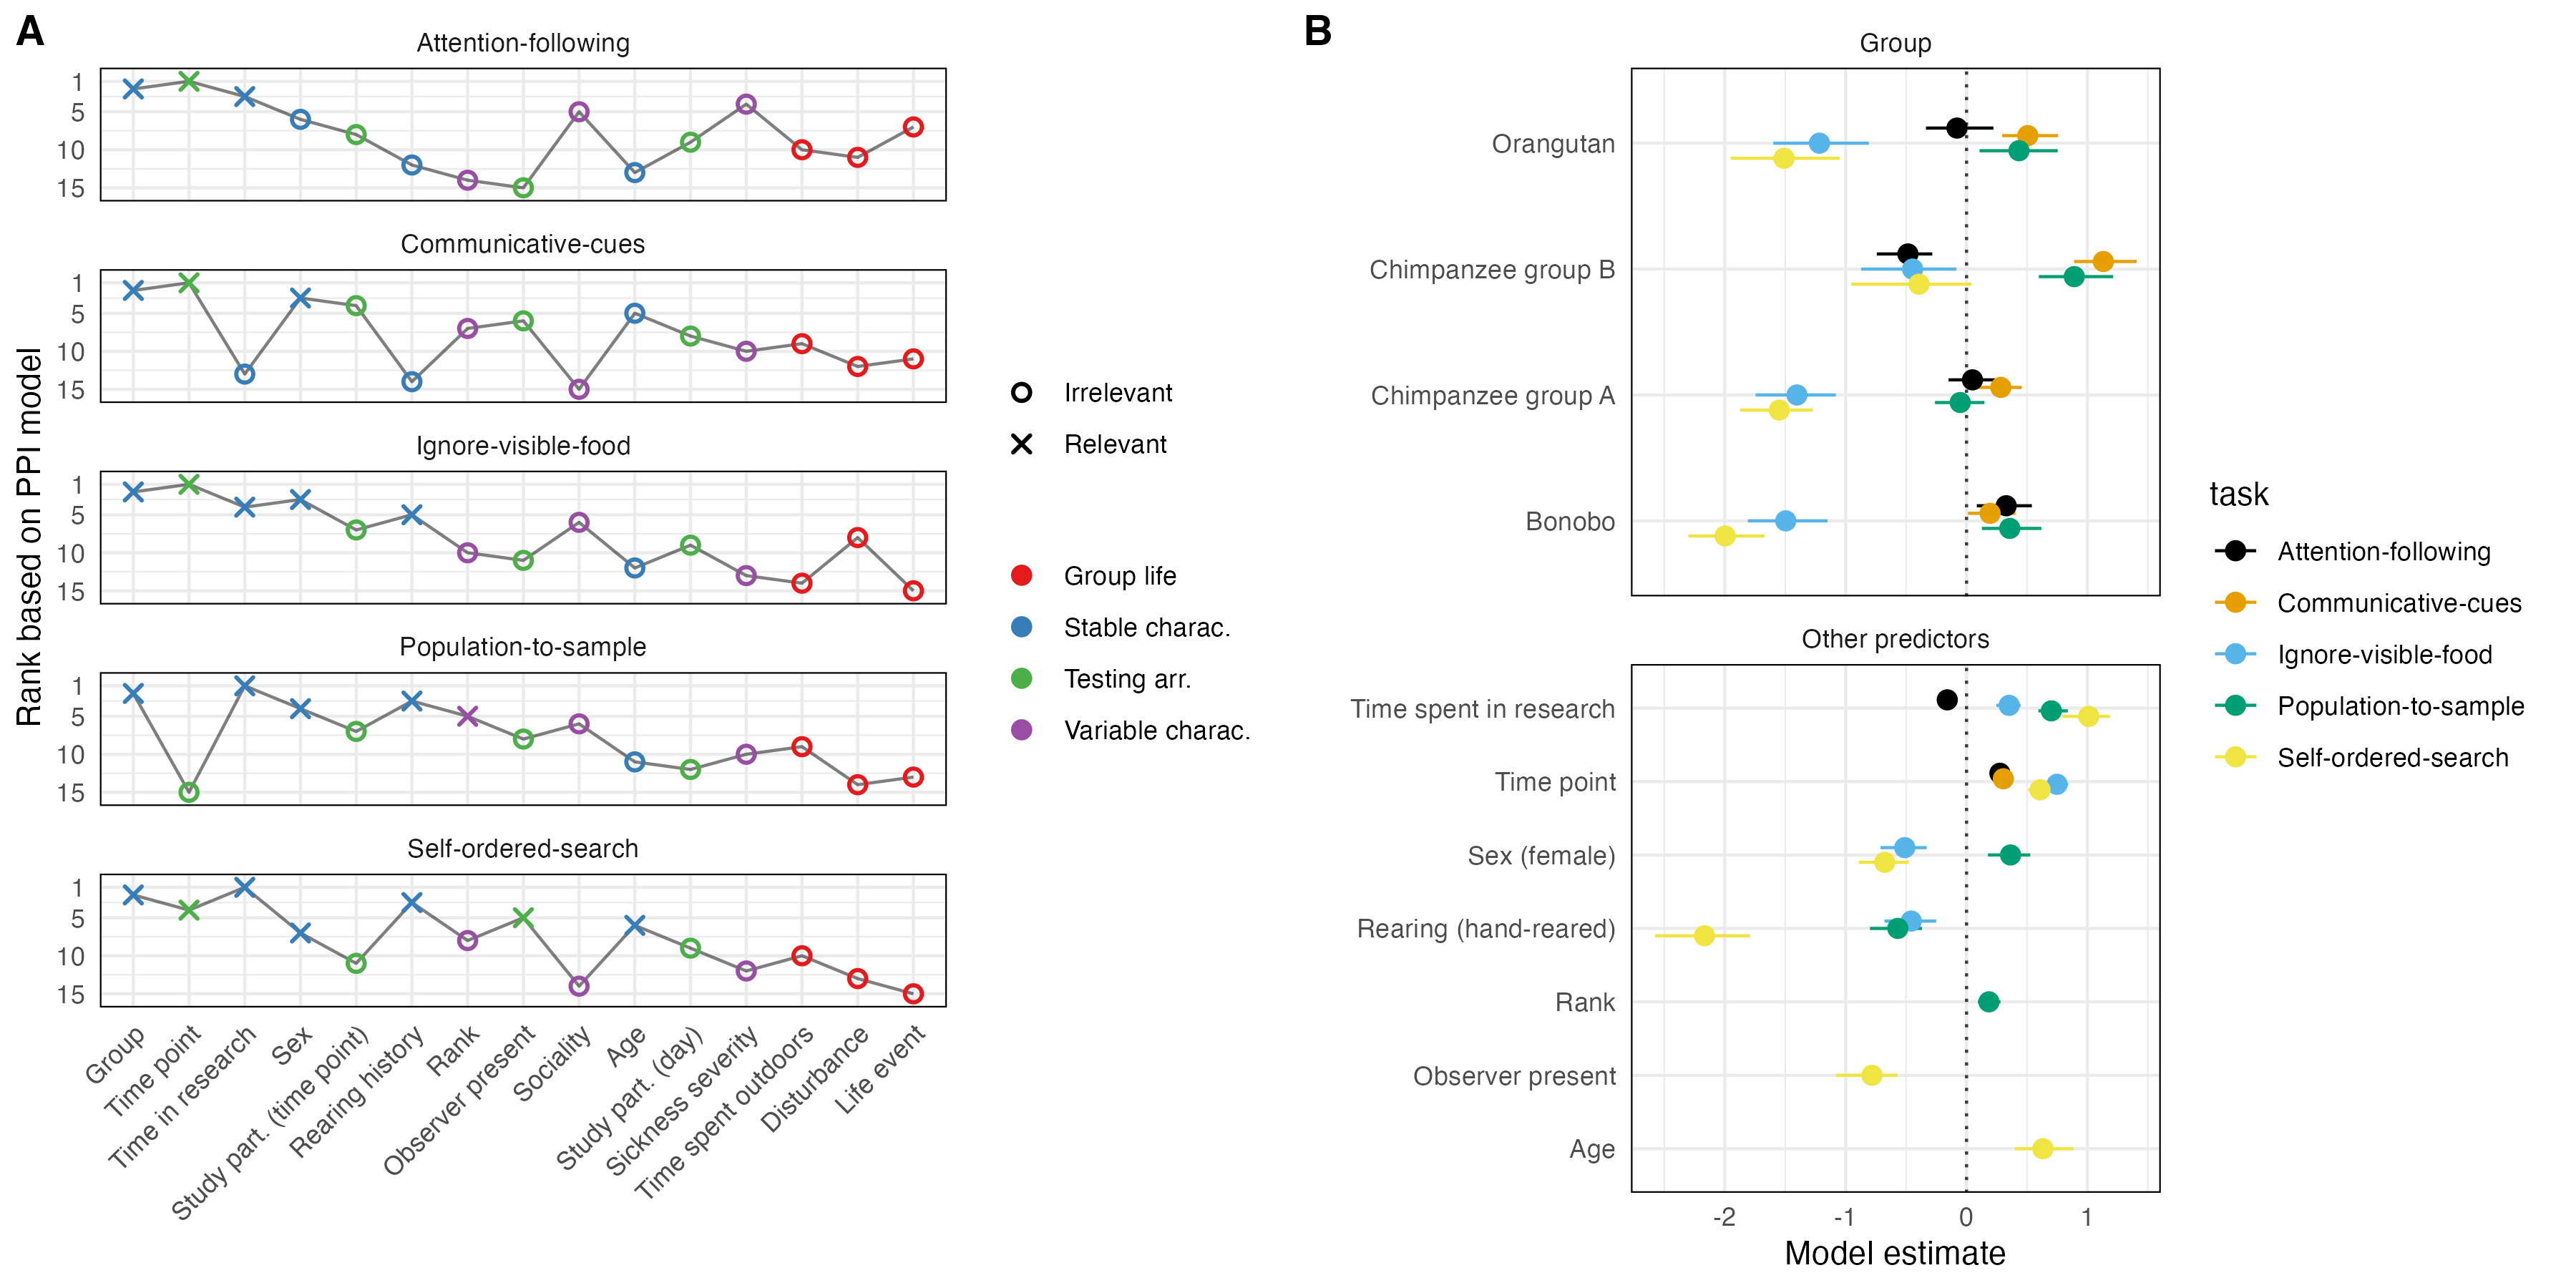 A
Attention-following
1
5
10
15
Communicative-cues
1
5
10
15
Ignore-visible-food
1
5
10
15
Population-to-sample
1
5
10
15
Self-ordered-search
1
5
10
15
Rank based on PPI model
Group
Time point
Time in research
Sex
Study part. (time point)
Rearing history
Rank
Observer present
Sociality
Age
Study part. (day)
Sickness severity
Time spent outdoors
Disturbance
Life event
Irrelevant
Relevant
Group life
Stable charac.
Testing arr.
Variable charac.
B
Group
Orangutan
Chimpanzee group B
Chimpanzee group A
Bonobo
Other predictors
Time spent in research
Time point
Sex (female)
Rearing (hand-reared)
Rank
Observer present
Age
-2
-1
0
1
Model estimate
task
Attention-following
Communicative-cues
Ignore-visible-food
Population-to-sample
Self-ordered-search